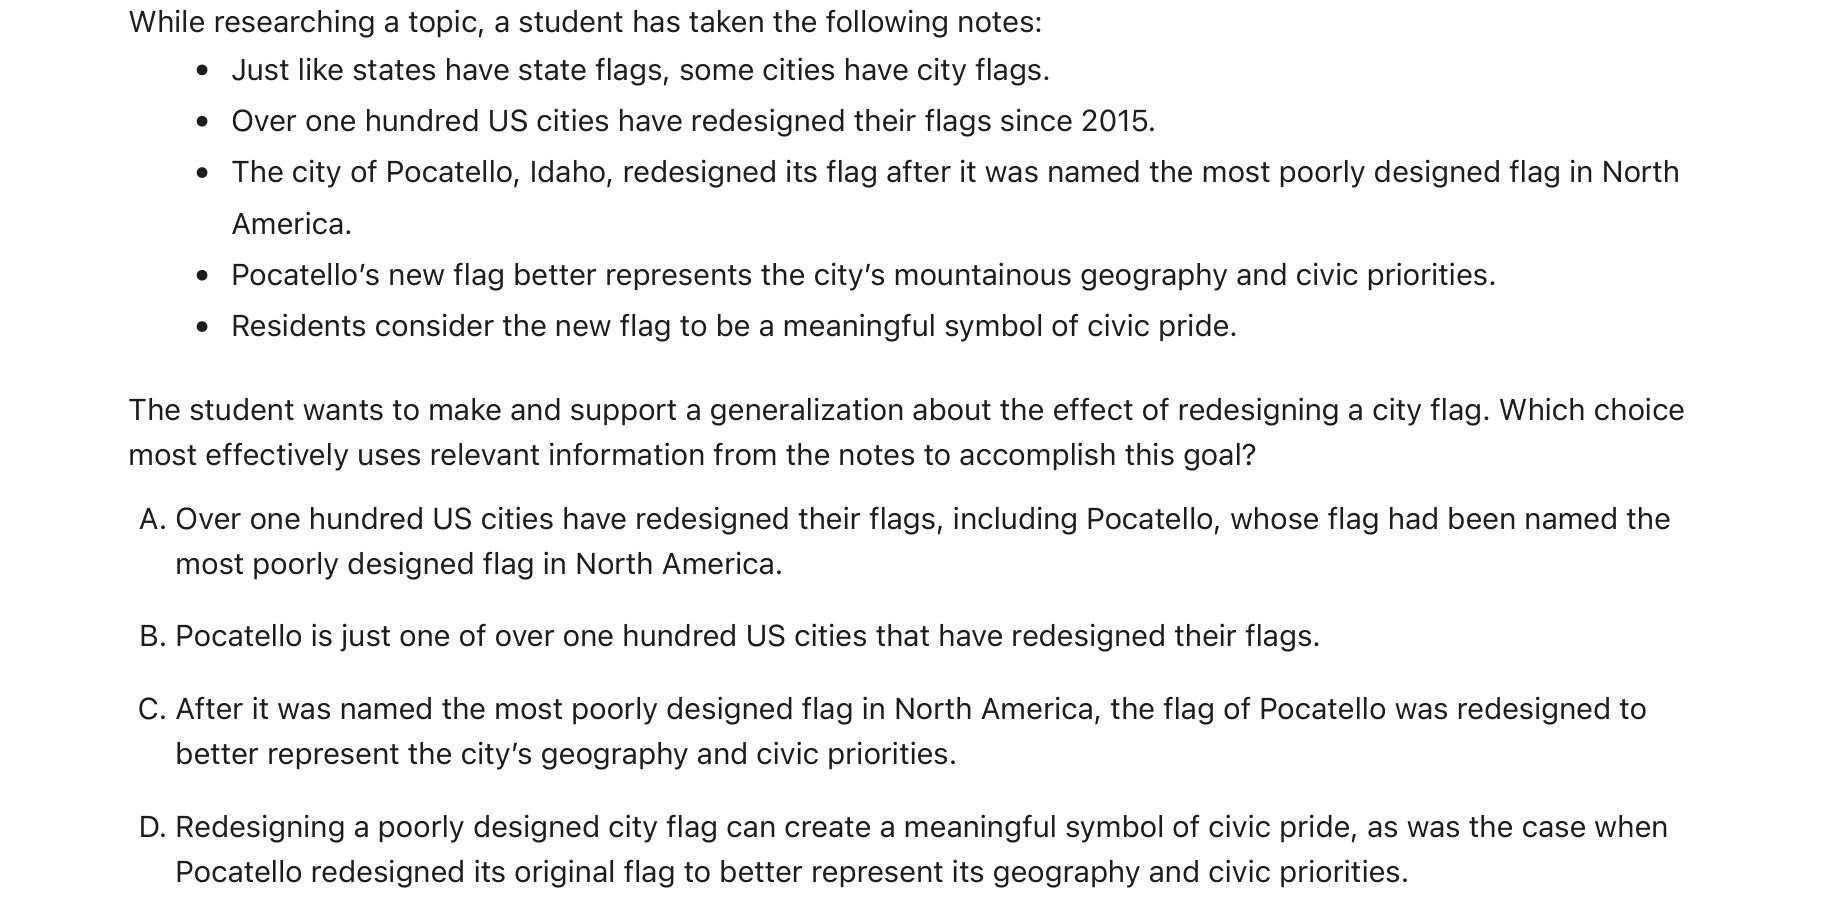 While researching a topic, a student has taken the following notes:
• Just like states have state flags, some cities have city flags.
• Over one hundred US cities have redesigned their flags since 2015.
• The city of Pocatello, Idaho, redesigned its flag after it was named the most poorly designed flag in North
America.
• Pocatello’s new flag better represents the city’s mountainous geography and civic priorities.
• Residents consider the new flag to be a meaningful symbol of civic pride.
The student wants to make and support a generalization about the effect of redesigning a city flag. Which choice
most effectively uses relevant information from the notes to accomplish this goal?
A. Over one hundred US cities have redesigned their flags, including Pocatello, whose flag had been named the
most poorly designed flag in North America.
B. Pocatello is just one of over one hundred US cities that have redesigned their flags.
C. After it was named the most poorly designed flag in North America, the flag of Pocatello was redesigned to
better represent the city’s geography and civic priorities.
D. Redesigning a poorly designed city flag can create a meaningful symbol of civic pride, as was the case when
Pocatello redesigned its original flag to better represent its geography and civic priorities.